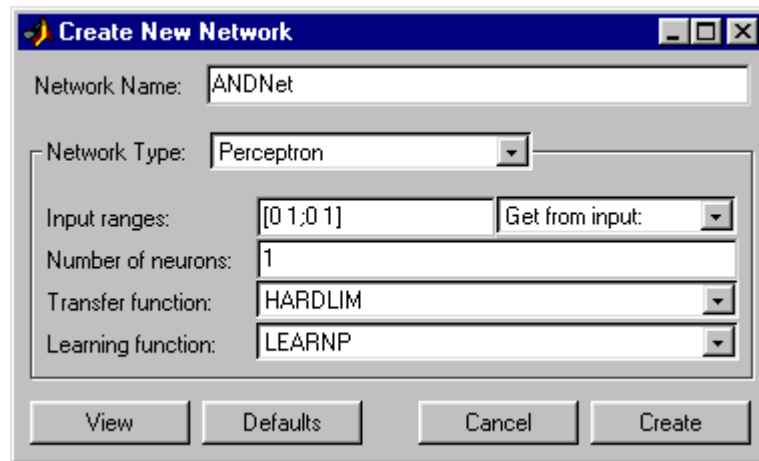 Create New Network
Network Name: ANDNet
Network Type: Perceptron
Input ranges: [0 1;0 1] Get from input:
Number of neurons: 1
Transfer function: HARDLIM
Learning function: LEARNP
View Defaults Cancel Create